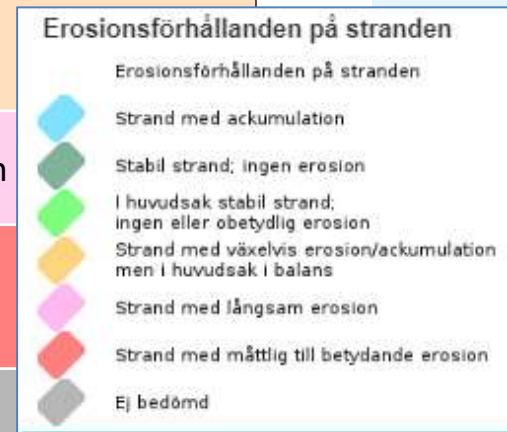 Erosionsförhållanden på stranden
Erosionsförhållanden på stranden
Strand med ackumulation
Stabil strand; ingen erosion
I huvudsak stabil strand;
ingen eller obetydlig erosion
Strand med växelvis erosion/ackumulation
men i huvudsak i balans
Strand med långsam erosion
Strand med måttlig till betydande erosion
Ej bedömd